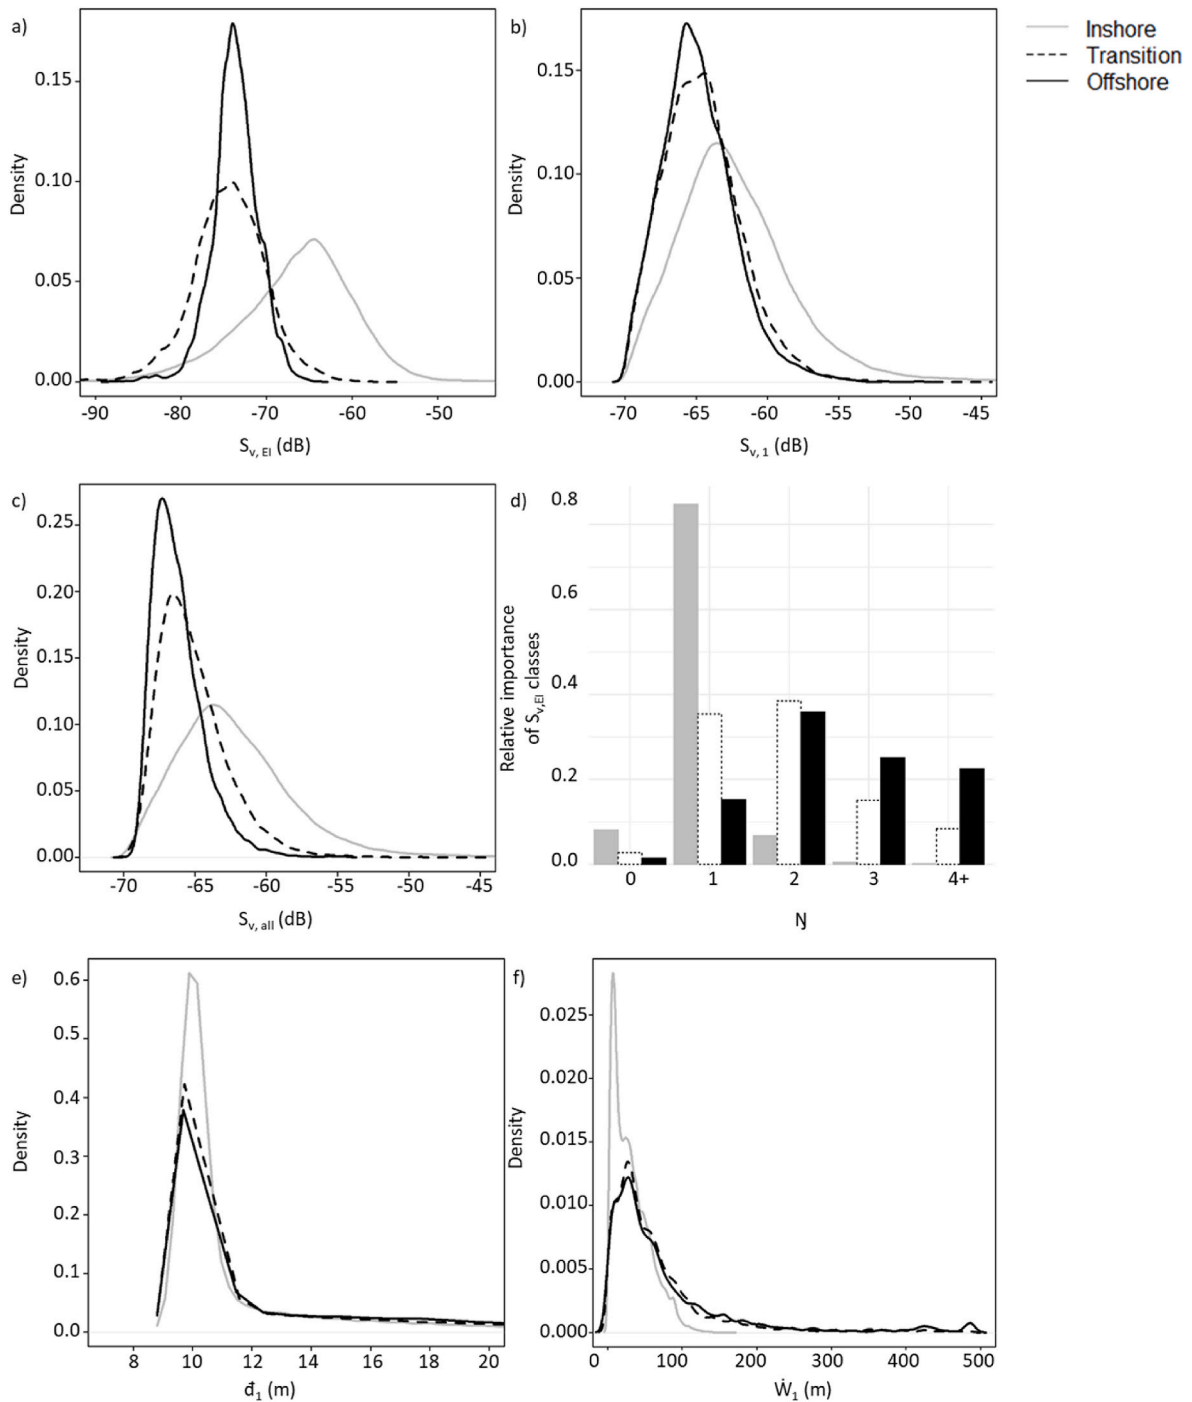 a)
Density
0.15
0.10
0.05
0.00
-90 -80 -70 -60 -50
Sv, EI (dB)
b)
Density
0.15
0.10
0.05
0.00
-70 -65 -60 -55 -50 -45
Sv, 1 (dB)
Inshore
Transition
Offshore
c)
Density
0.25
0.20
0.15
0.10
0.05
0.00
-70 -65 -60 -55 -50 -45
Sv, all (dB)
d)
Relative importance
of Sv,EI classes
0.8
0.6
0.4
0.2
0.0
0 1 2 3 4+
e)
Density
0.6
0.5
0.4
0.3
0.2
0.1
0.0
8 10 12 14 16 18 20
đ1 (m)
f)
Density
0.025
0.020
0.015
0.010
0.005
0.000
0 100 200 300 400 500
Ẇ1 (m)